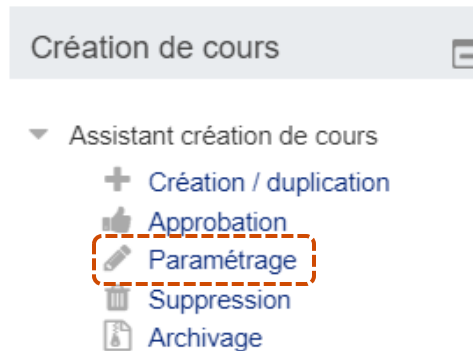 Création de cours
Assistant création de cours
Création / duplication
Approbation
Paramétrage
Suppression
Archivage